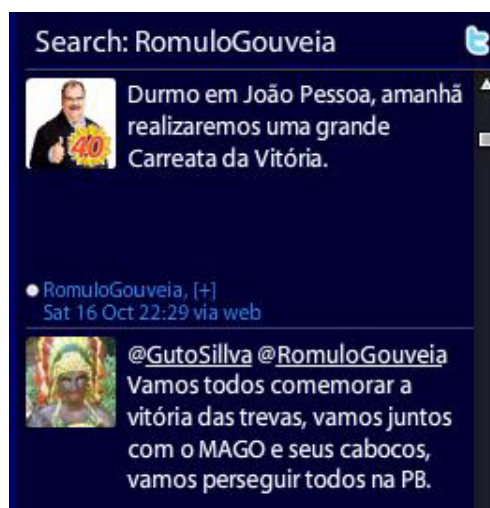 Search: RomuloGouveia
Durmo em João Pessoa, amanhã
realizaremos uma grande
Carreata da Vitória.
40
RomuloGouveia, [+]
Sat 16 Oct 22:29 via web
@GutoSillva @RomuloGouveia
Vamos todos comemorar a
vitória das trevas, vamos juntos
com o MAGO e seus cabocos,
vamos perseguir todos na PB.